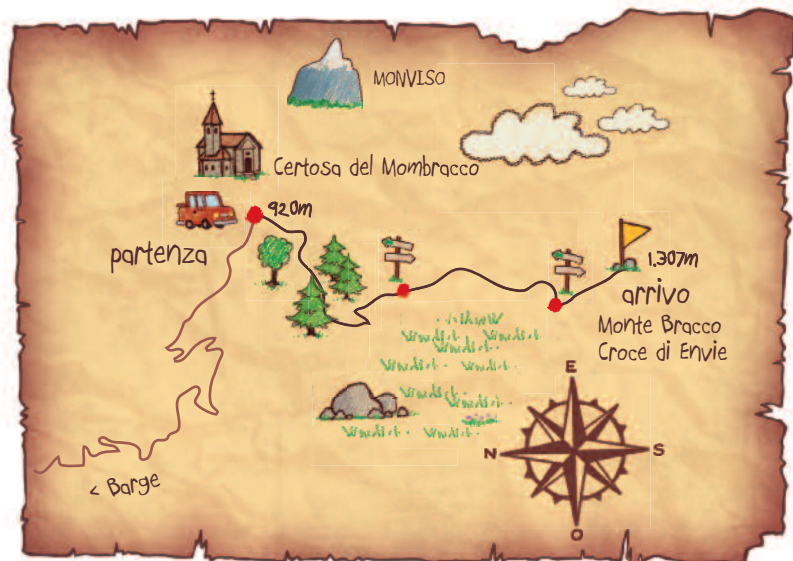 MONVISO
Certosa del Mombracco
920m
partenza
1.307m
arrivo
Monte Bracco
Croce di Envie
< Barge
E
N
S
O